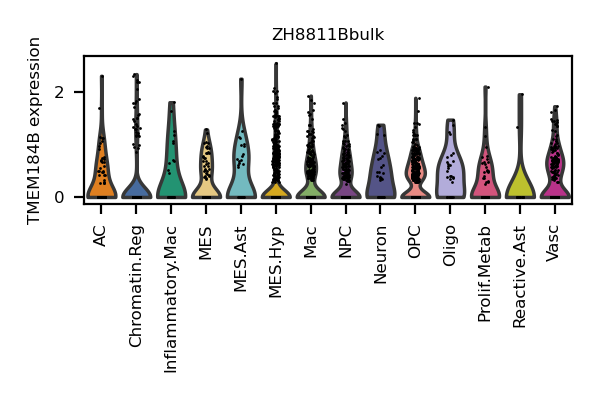 ZH8811Bbulk
TMEM184B expression
2
0
AC
Chromatin.Reg
Inflammatory.Mac
MES
MES.Ast
MES.Hyp
Mac
NPC
Neuron
OPC
Oligo
Prolif.Metab
Reactive.Ast
Vasc